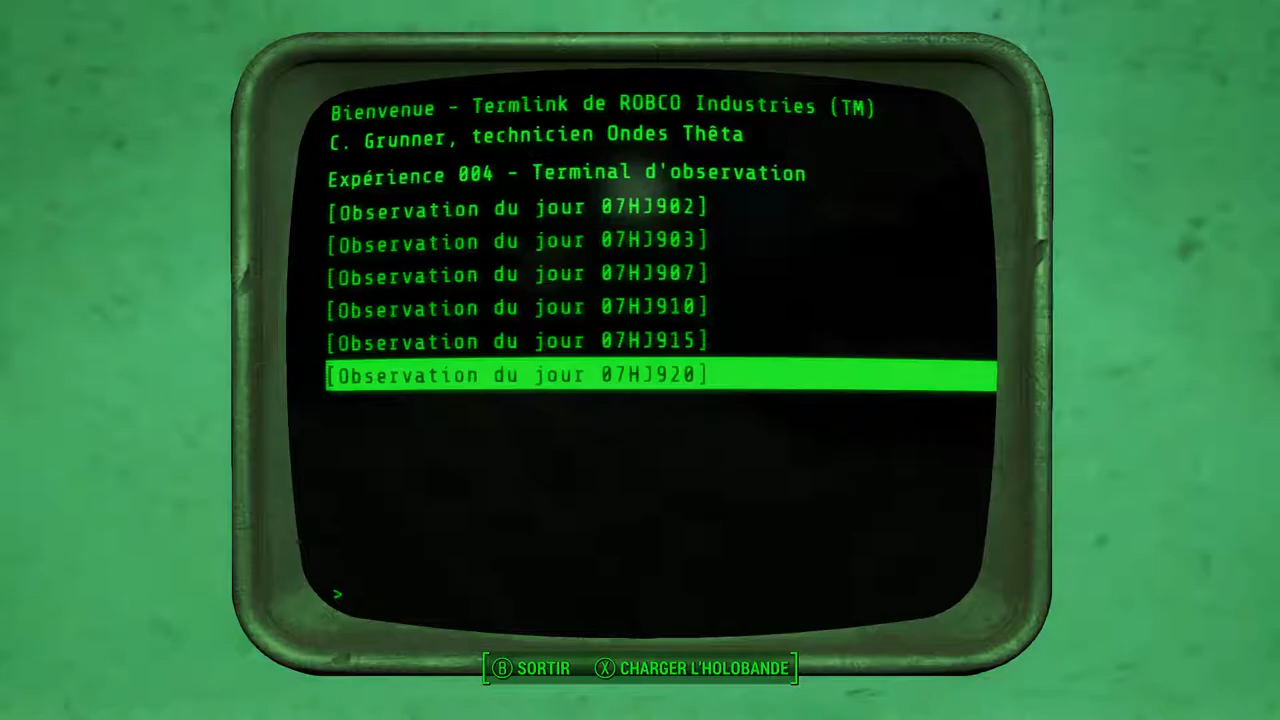 Bienvenue - Termlink de ROBCO Industries (TM)
C. Grunner, technicien Ondes Thêta
Expérience 004 - Terminal d'observation
[Observation du jour 07HJ902]
[Observation du jour 07HJ903]
[Observation du jour 07HJ907]
[Observation du jour 07HJ910]
[Observation du jour 07HJ915]
[Observation du jour 07HJ920]
>
[Ⓑ SORTIR Ⓧ CHARGER L'HOLOBANDE]